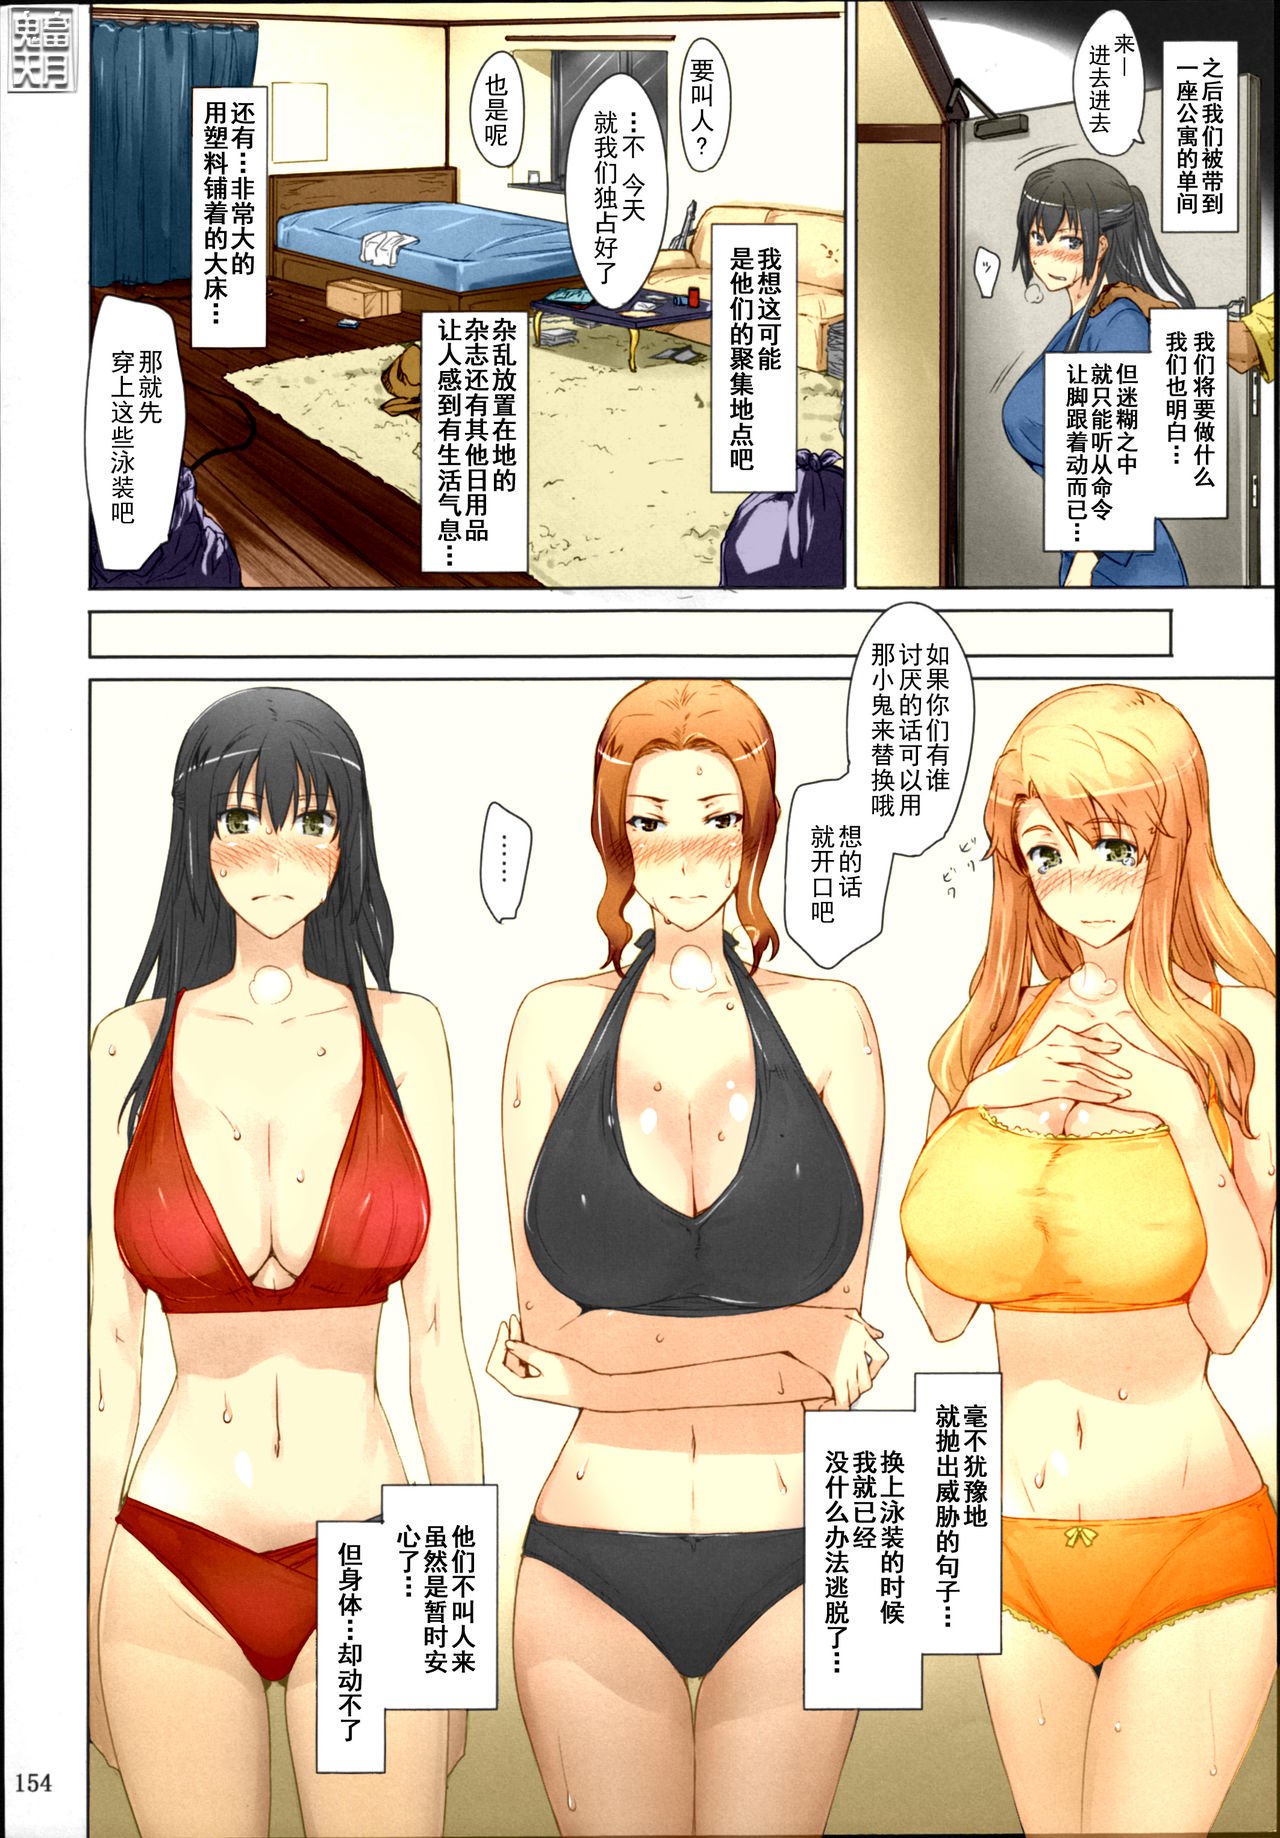 之后我们被带到
一座公寓的单间
来—
进去进去
ッ
我们将要做什么
我们也明白…
但迷糊之中
就只能听从命令
让脚跟着动而已…
要叫人?
…不 今天
就我们独占好了
也是呢
我想这可能
是他们的聚集地点吧
杂乱放置在地的
杂志还有其他日用品
让人感到有生活气息…
还有…非常大的
用塑料铺着的大床…
那就先
穿上这些泳装吧
鬼畜
天月
如果你们有谁
讨厌的话可以用
那小鬼来替换哦
想的话
就开口吧
ビリ
ビク
……
毫不犹豫地
就抛出威胁的句子…
换上泳装的时候
我就已经
没什么办法逃脱了…
他们不叫人来
虽然是暂时安
心了…
但身体…却动不了
154